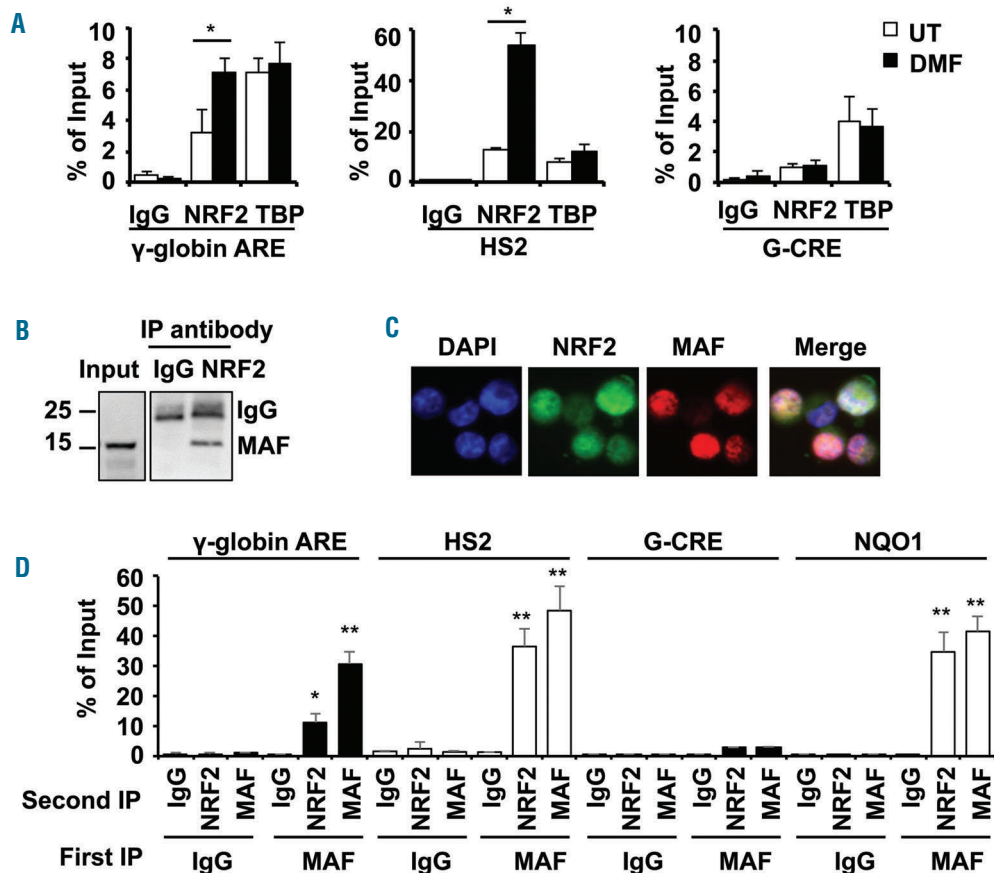 A
% of Input
10
8
6
4
2
0
*
IgG NRF2 TBP
γ-globin ARE
% of Input
60
40
20
0
*
IgG NRF2 TBP
HS2
% of Input
10
8
6
4
2
0
IgG NRF2 TBP
G-CRE
UT
DMF
B
IP antibody
Input IgG NRF2
25
15
IgG
MAF
C
DAPI NRF2 MAF Merge
D
γ-globin ARE HS2 G-CRE NQO1
% of Input
60
50
40
30
20
10
0
* ** ** ** ** **
Second IP IgG NRF2 MAF IgG NRF2 MAF IgG NRF2 MAF IgG NRF2 MAF IgG NRF2 MAF IgG NRF2 MAF IgG NRF2 MAF IgG NRF2 MAF
First IP IgG MAF IgG MAF IgG MAF IgG MAF